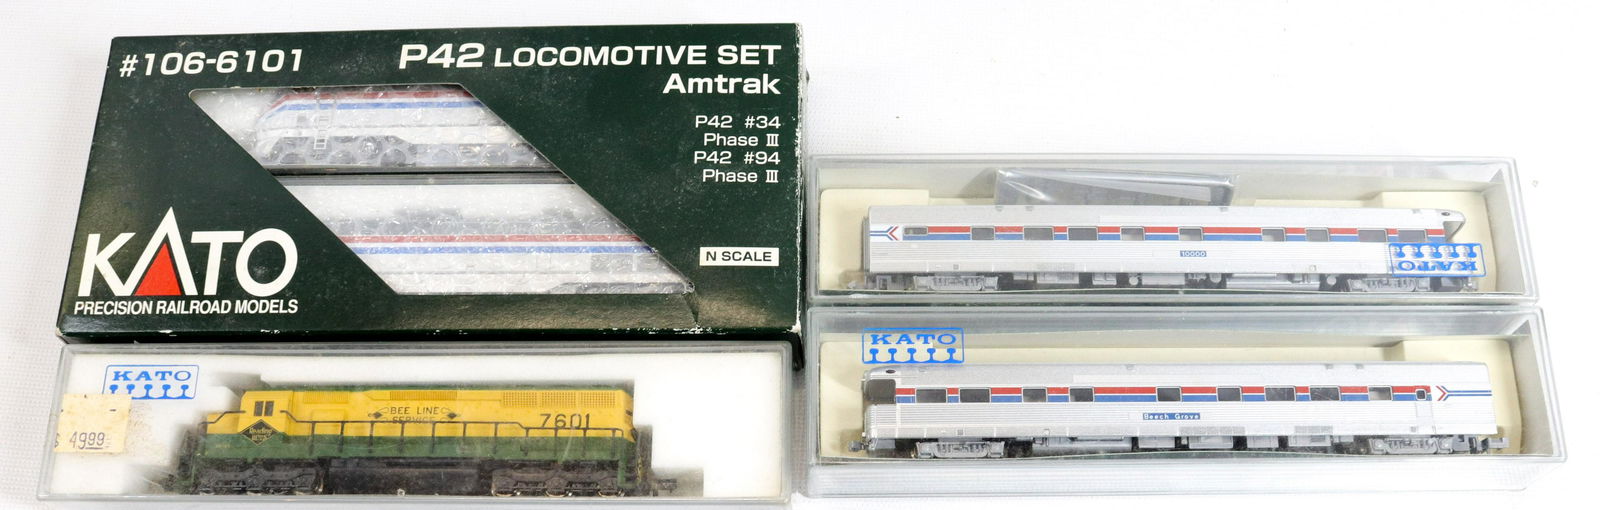 #106-6101
P42 LOCOMOTIVE SET
Amtrak
P42 #34
Phase III
P42 #94
Phase III
KATO
PRECISION RAILROAD MODELS
N SCALE
KATO
$ 4999
BEE LINE
SERVICE
7601
Reading
10000
KATO
KATO
Beech Grove